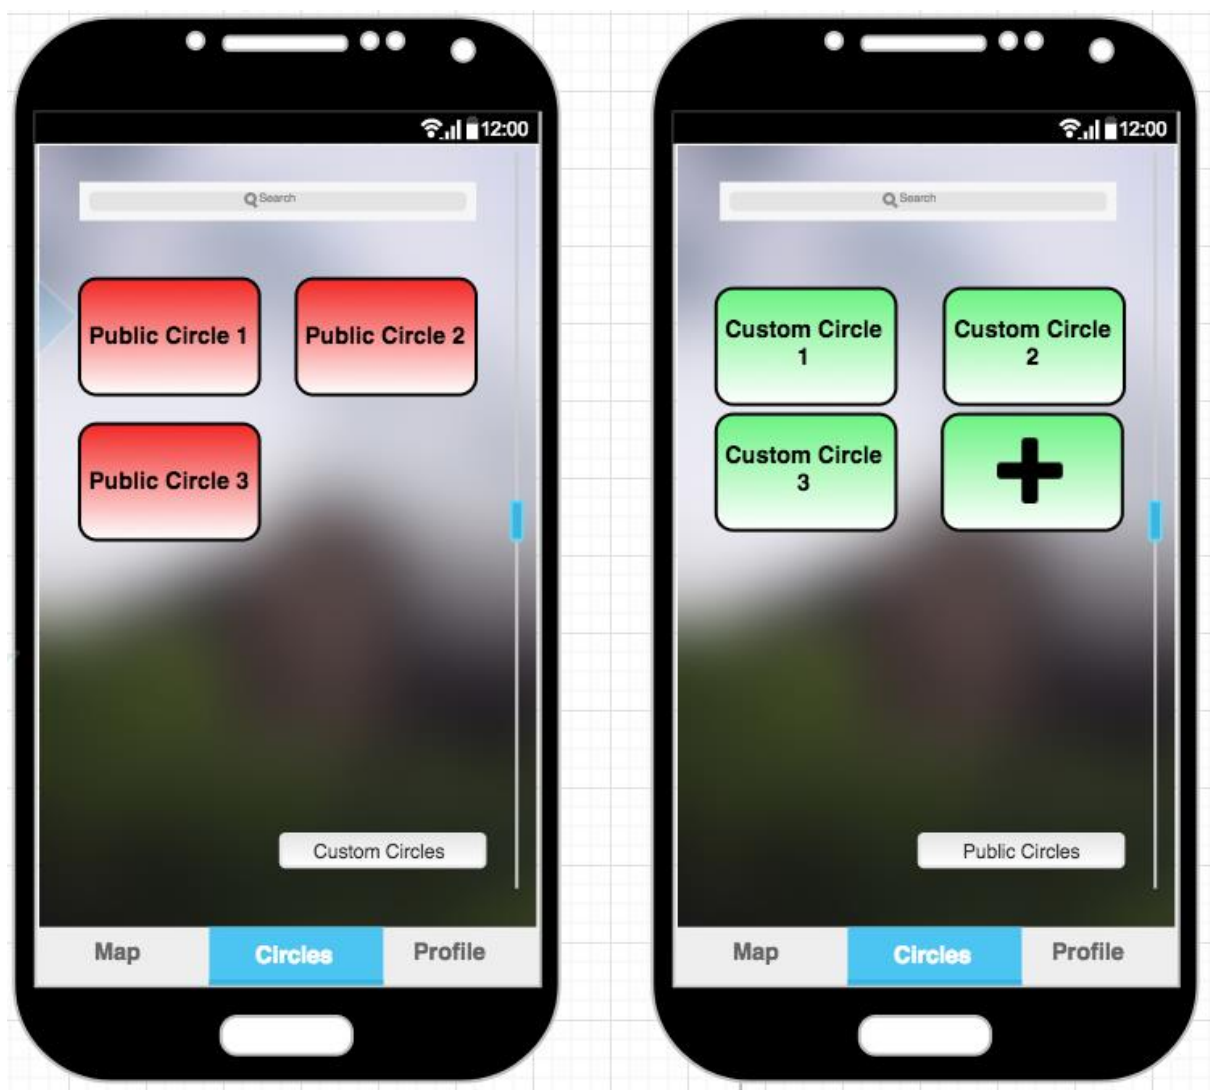 12:00
Search
Public Circle 1
Public Circle 2
Public Circle 3
Custom Circles
Map
Circles
Profile
12:00
Search
Custom Circle
1
Custom Circle
2
Custom Circle
3
Public Circles
Map
Circles
Profile